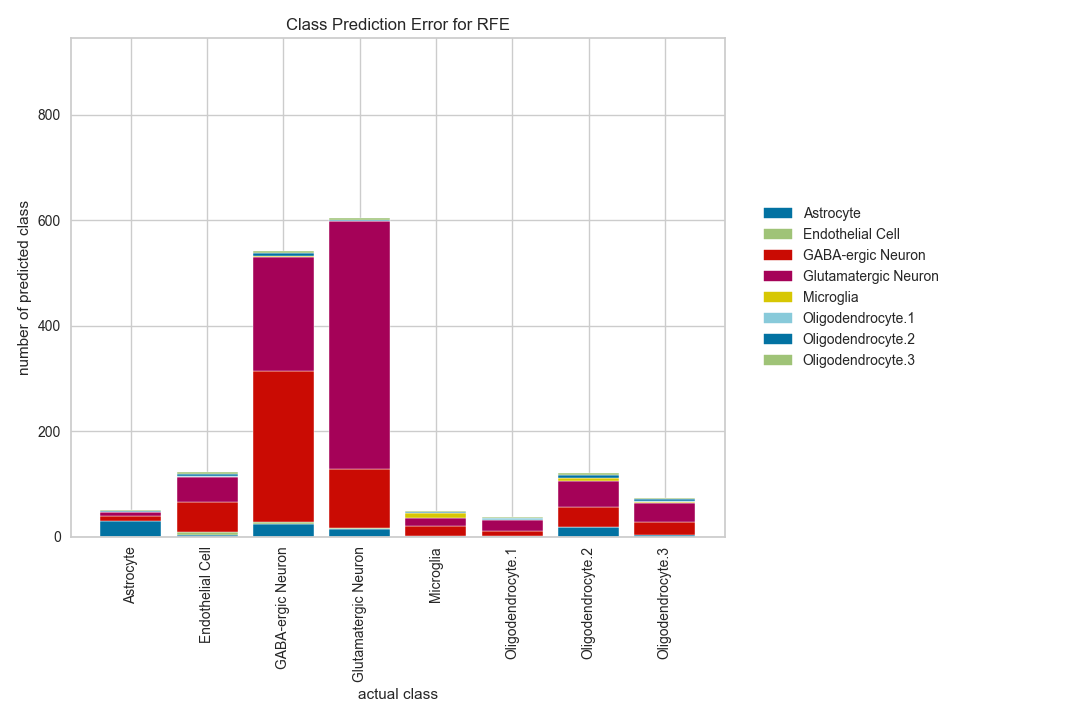 Class Prediction Error for RFE
number of predicted class
800
600
400
200
0
Astrocyte
Endothelial Cell
GABA-ergic Neuron
Glutamatergic Neuron
Microglia
Oligodendrocyte.1
Oligodendrocyte.2
Oligodendrocyte.3
actual class
Astrocyte
Endothelial Cell
GABA-ergic Neuron
Glutamatergic Neuron
Microglia
Oligodendrocyte.1
Oligodendrocyte.2
Oligodendrocyte.3